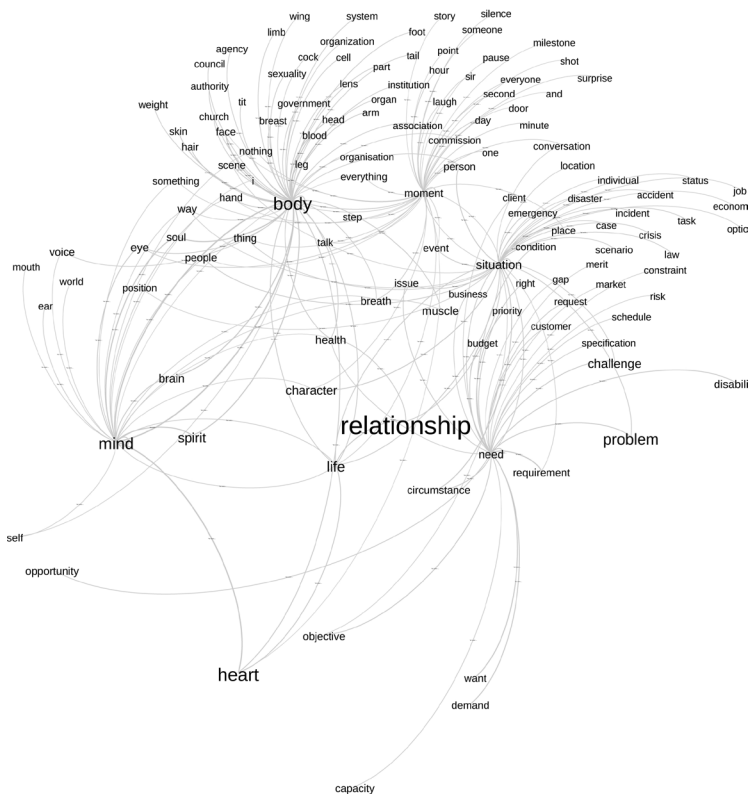 wing
system
story
silence
limb
foot
someone
agency
organization
point
milestone
council
cock
cell
tail
pause
shot
authority
sexuality
part
hour
sir
everyone
surprise
lens
institution
second
and
weight
tit
government
organ
laugh
door
church
breast
head
arm
day
minute
skin
face
blood
association
commission
hair
nothing
organisation
one
conversation
scene
leg
person
location
something
i
everything
individual
status
hand
body
moment
client
disaster
accident
job
way
step
emergency
incident
econom
soul
thing
talk
event
place
case
task
optio
voice
eye
people
condition
scenario
crisis
mouth
situation
merit
law
world
position
issue
right
gap
market
constraint
ear
breath
business
request
risk
muscle
priority
schedule
health
customer
budget
specification
brain
character
challenge
disabili
relationship
mind
spirit
life
need
problem
requirement
circumstance
self
opportunity
objective
heart
want
demand
capacity